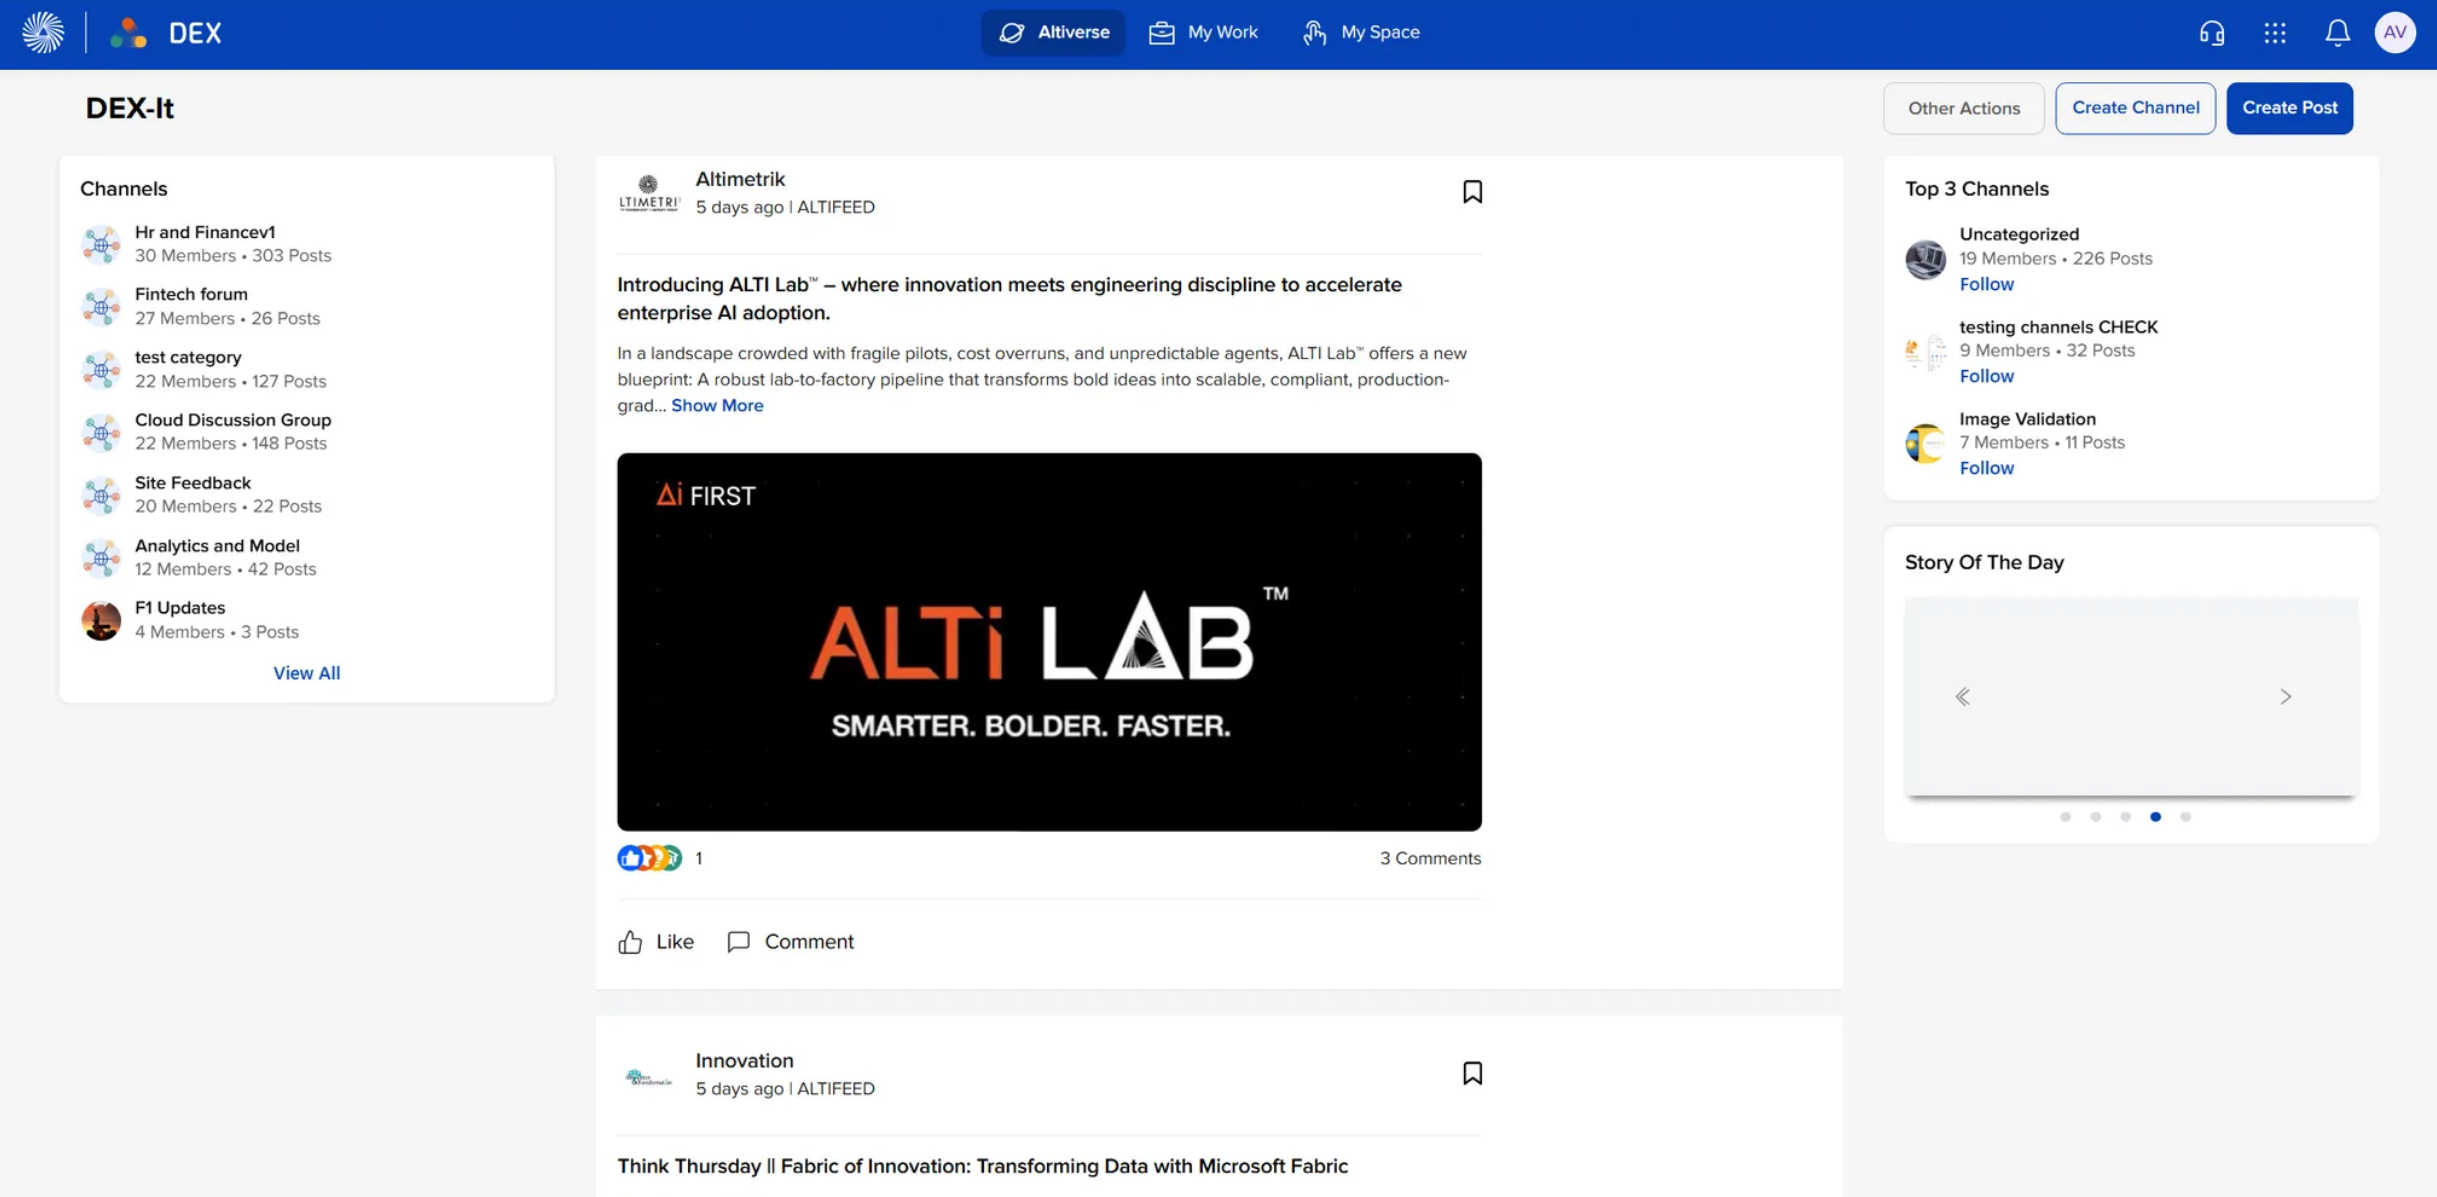 DEX
Altiverse
My Work
My Space
AV
DEX-It
Other Actions
Create Channel
Create Post
Channels
Hr and Financev1
30 Members • 303 Posts
Fintech forum
27 Members • 26 Posts
test category
22 Members • 127 Posts
Cloud Discussion Group
22 Members • 148 Posts
Site Feedback
20 Members • 22 Posts
Analytics and Model
12 Members • 42 Posts
F1 Updates
4 Members • 3 Posts
View All
LTIMETRI
Altimetrik
5 days ago | ALTIFEED
Introducing ALTI Lab™ – where innovation meets engineering discipline to accelerate
enterprise AI adoption.
In a landscape crowded with fragile pilots, cost overruns, and unpredictable agents, ALTI Lab™ offers a new
blueprint: A robust lab-to-factory pipeline that transforms bold ideas into scalable, compliant, production-
grad... Show More
Ai FIRST
ALTi LAB™
SMARTER. BOLDER. FASTER.
1
3 Comments
Like
Comment
Innovation
5 days ago | ALTIFEED
Think Thursday || Fabric of Innovation: Transforming Data with Microsoft Fabric
Top 3 Channels
Uncategorized
19 Members • 226 Posts
Follow
testing channels CHECK
9 Members • 32 Posts
Follow
Image Validation
7 Members • 11 Posts
Follow
Story Of The Day